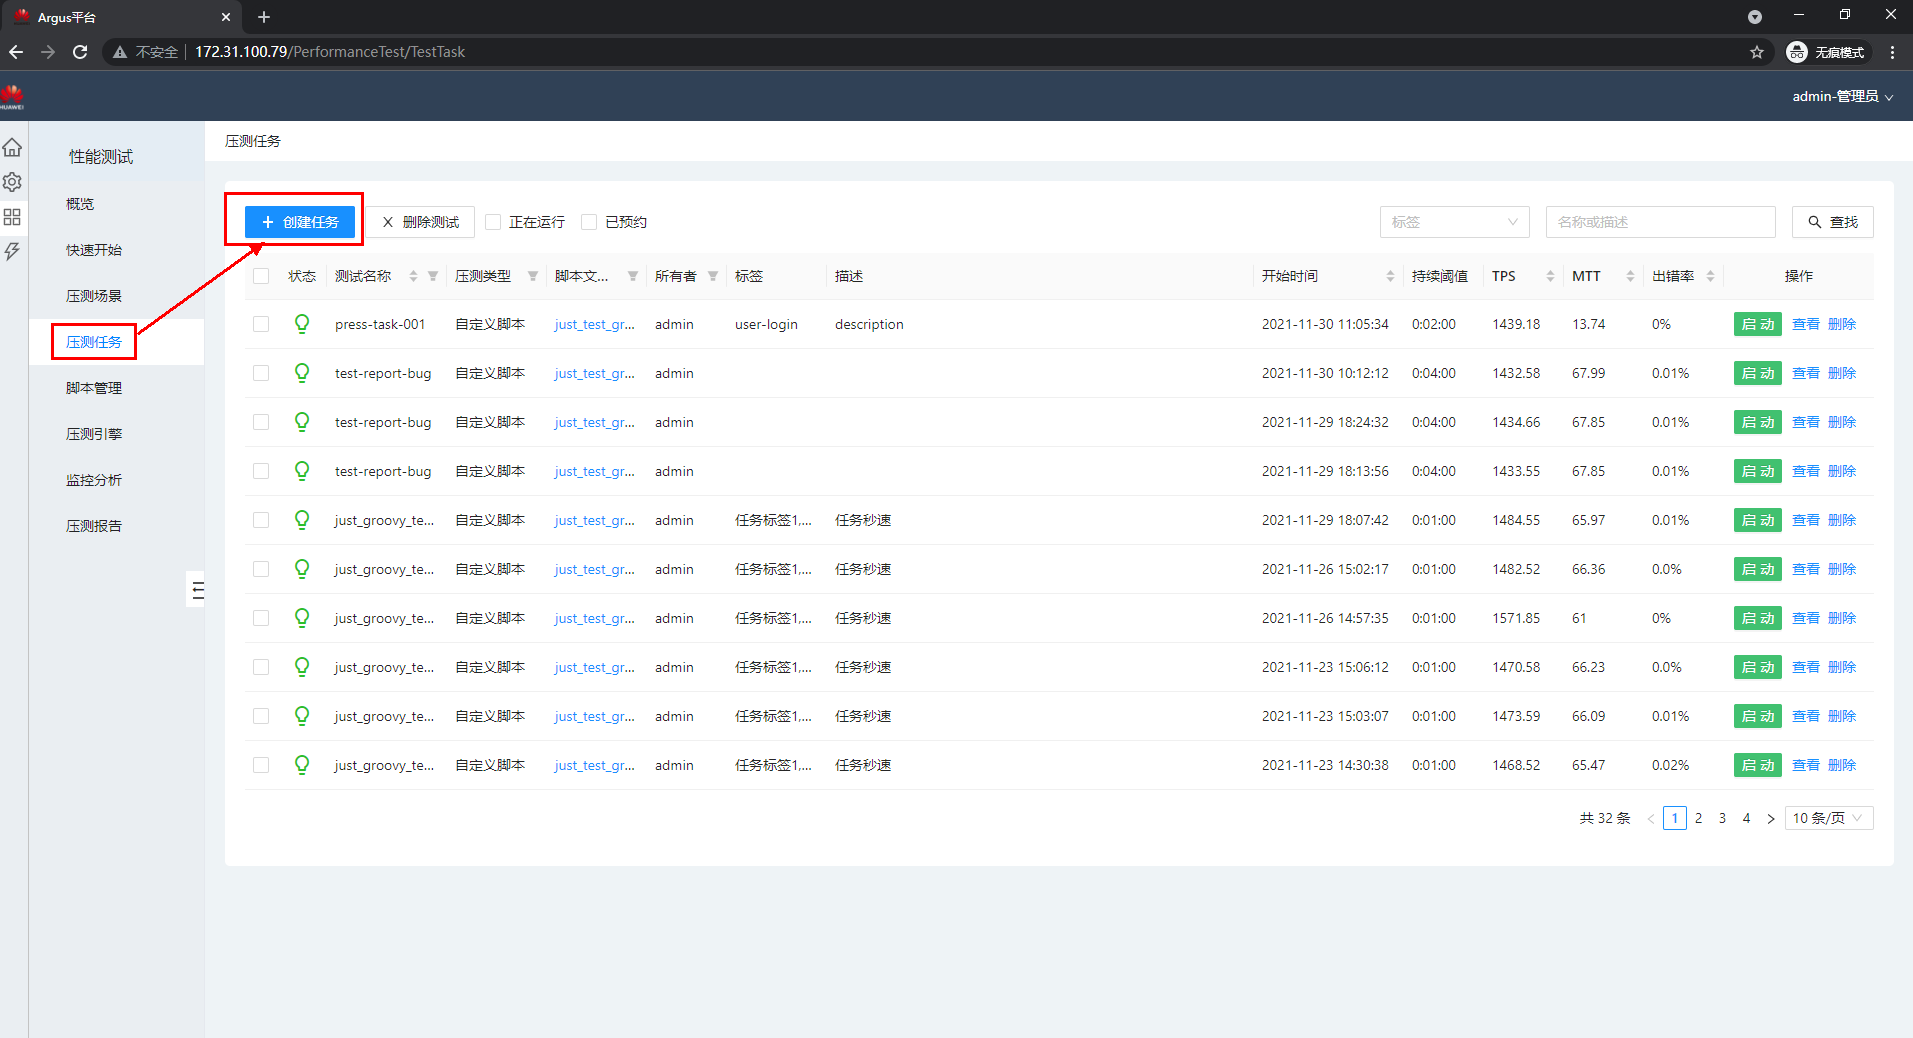 Argus平台
不安全 172.31.100.79/PerformanceTest/TestTask 无痕模式
HUAWEI admin-管理员
性能测试
概览
快速开始
压测场景
压测任务
脚本管理
压测引擎
监控分析
压测报告
压测任务
创建任务 删除测试 正在运行 已预约 标签 名称或描述 查找
状态 测试名称 压测类型 脚本文... 所有者 标签 描述 开始时间 持续阈值 TPS MTT 出错率 操作
press-task-001 自定义脚本 just_test_gr... admin user-login description 2021-11-30 11:05:34 0:02:00 1439.18 13.74 0% 启动 查看 删除
test-report-bug 自定义脚本 just_test_gr... admin 2021-11-30 10:12:12 0:04:00 1432.58 67.99 0.01% 启动 查看 删除
test-report-bug 自定义脚本 just_test_gr... admin 2021-11-29 18:24:32 0:04:00 1434.66 67.85 0.01% 启动 查看 删除
test-report-bug 自定义脚本 just_test_gr... admin 2021-11-29 18:13:56 0:04:00 1433.55 67.85 0.01% 启动 查看 删除
just_groovy_te... 自定义脚本 just_test_gr... admin 任务标签1,... 任务秒速 2021-11-29 18:07:42 0:01:00 1484.55 65.97 0.01% 启动 查看 删除
just_groovy_te... 自定义脚本 just_test_gr... admin 任务标签1,... 任务秒速 2021-11-26 15:02:17 0:01:00 1482.52 66.36 0.0% 启动 查看 删除
just_groovy_te... 自定义脚本 just_test_gr... admin 任务标签1,... 任务秒速 2021-11-26 14:57:35 0:01:00 1571.85 61 0% 启动 查看 删除
just_groovy_te... 自定义脚本 just_test_gr... admin 任务标签1,... 任务秒速 2021-11-23 15:06:12 0:01:00 1470.58 66.23 0.0% 启动 查看 删除
just_groovy_te... 自定义脚本 just_test_gr... admin 任务标签1,... 任务秒速 2021-11-23 15:03:07 0:01:00 1473.59 66.09 0.01% 启动 查看 删除
just_groovy_te... 自定义脚本 just_test_gr... admin 任务标签1,... 任务秒速 2021-11-23 14:30:38 0:01:00 1468.52 65.47 0.02% 启动 查看 删除
共 32 条 < 1 2 3 4 > 10 条/页